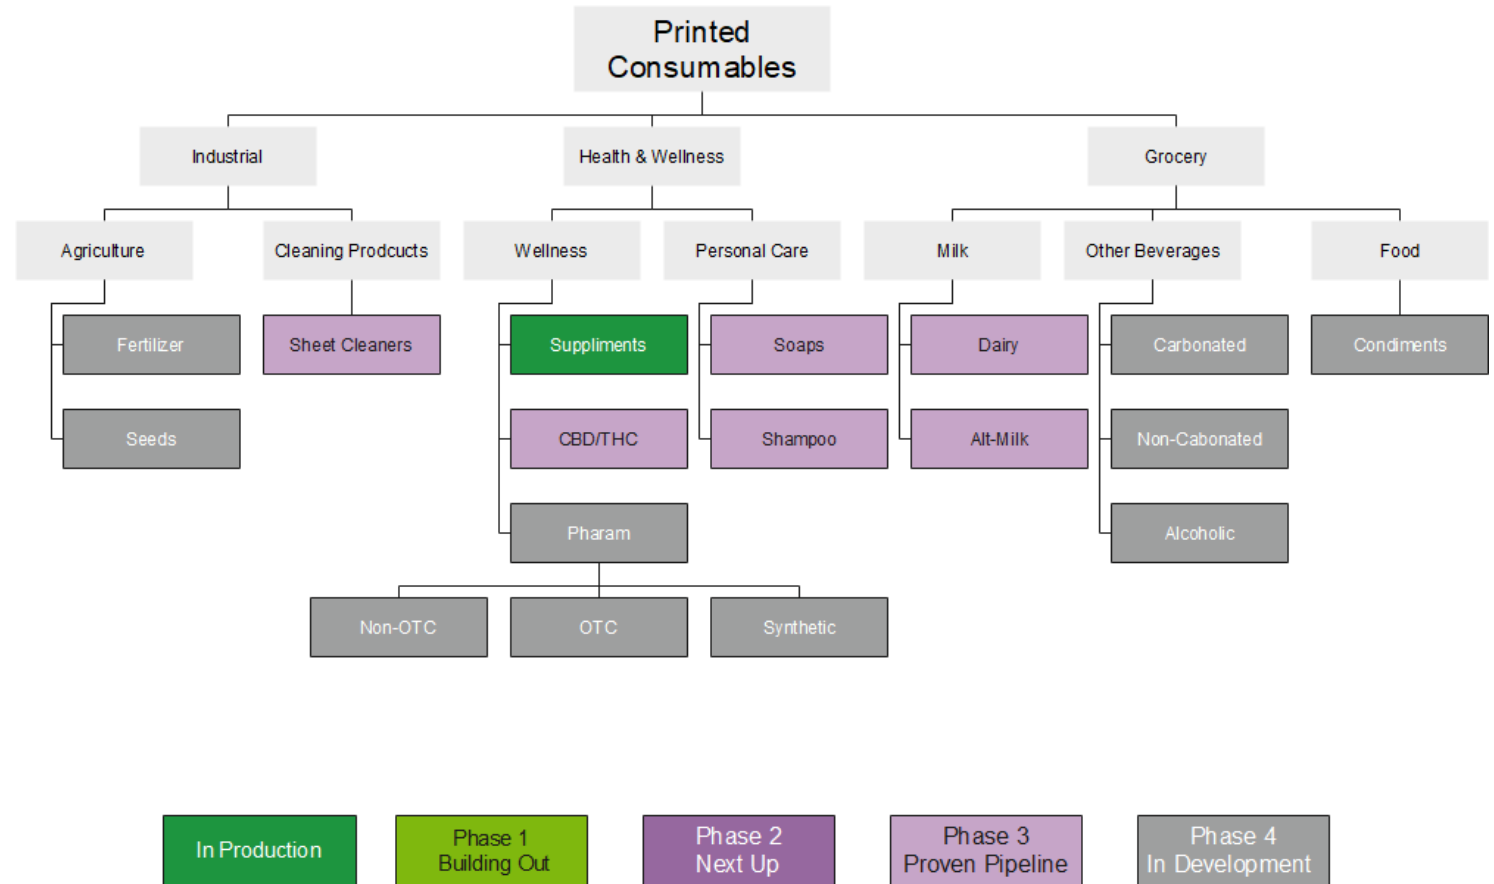 Printed
Consumables
Industrial
Health & Wellness
Grocery
Agriculture
Cleaning Prodcucts
Wellness
Personal Care
Milk
Other Beverages
Food
Fertilizer
Sheet Cleaners
Suppliments
Soaps
Dairy
Carbonated
Condiments
Seeds
CBD/THC
Shampoo
Alt-Milk
Non-Cabonated
Pharam
Alcoholic
Non-OTC
OTC
Synthetic
In Production
Phase 1
Building Out
Phase 2
Next Up
Phase 3
Proven Pipeline
Phase 4
In Development